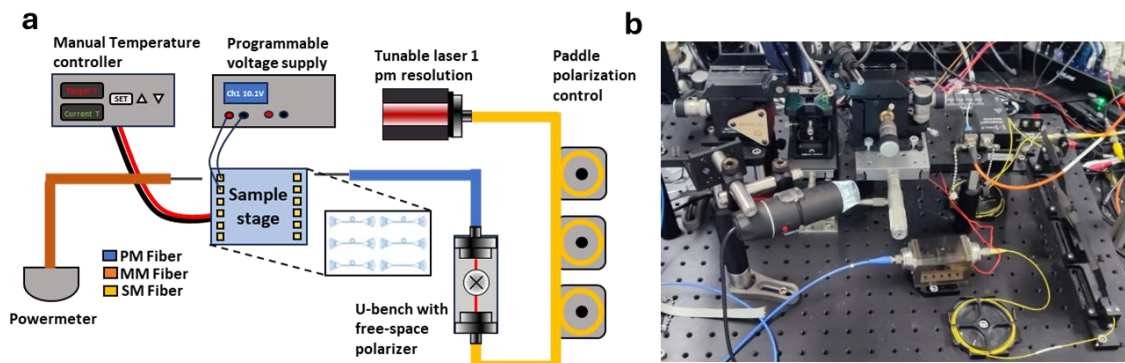 a
Manual Temperature
controller
Target T
Current T
SET
Programmable
voltage supply
Ch1 10.1V
Tunable laser 1
pm resolution
Paddle
polarization
control
Sample
stage
PM Fiber
MM Fiber
SM Fiber
Powermeter
U-bench with
free-space
polarizer
b